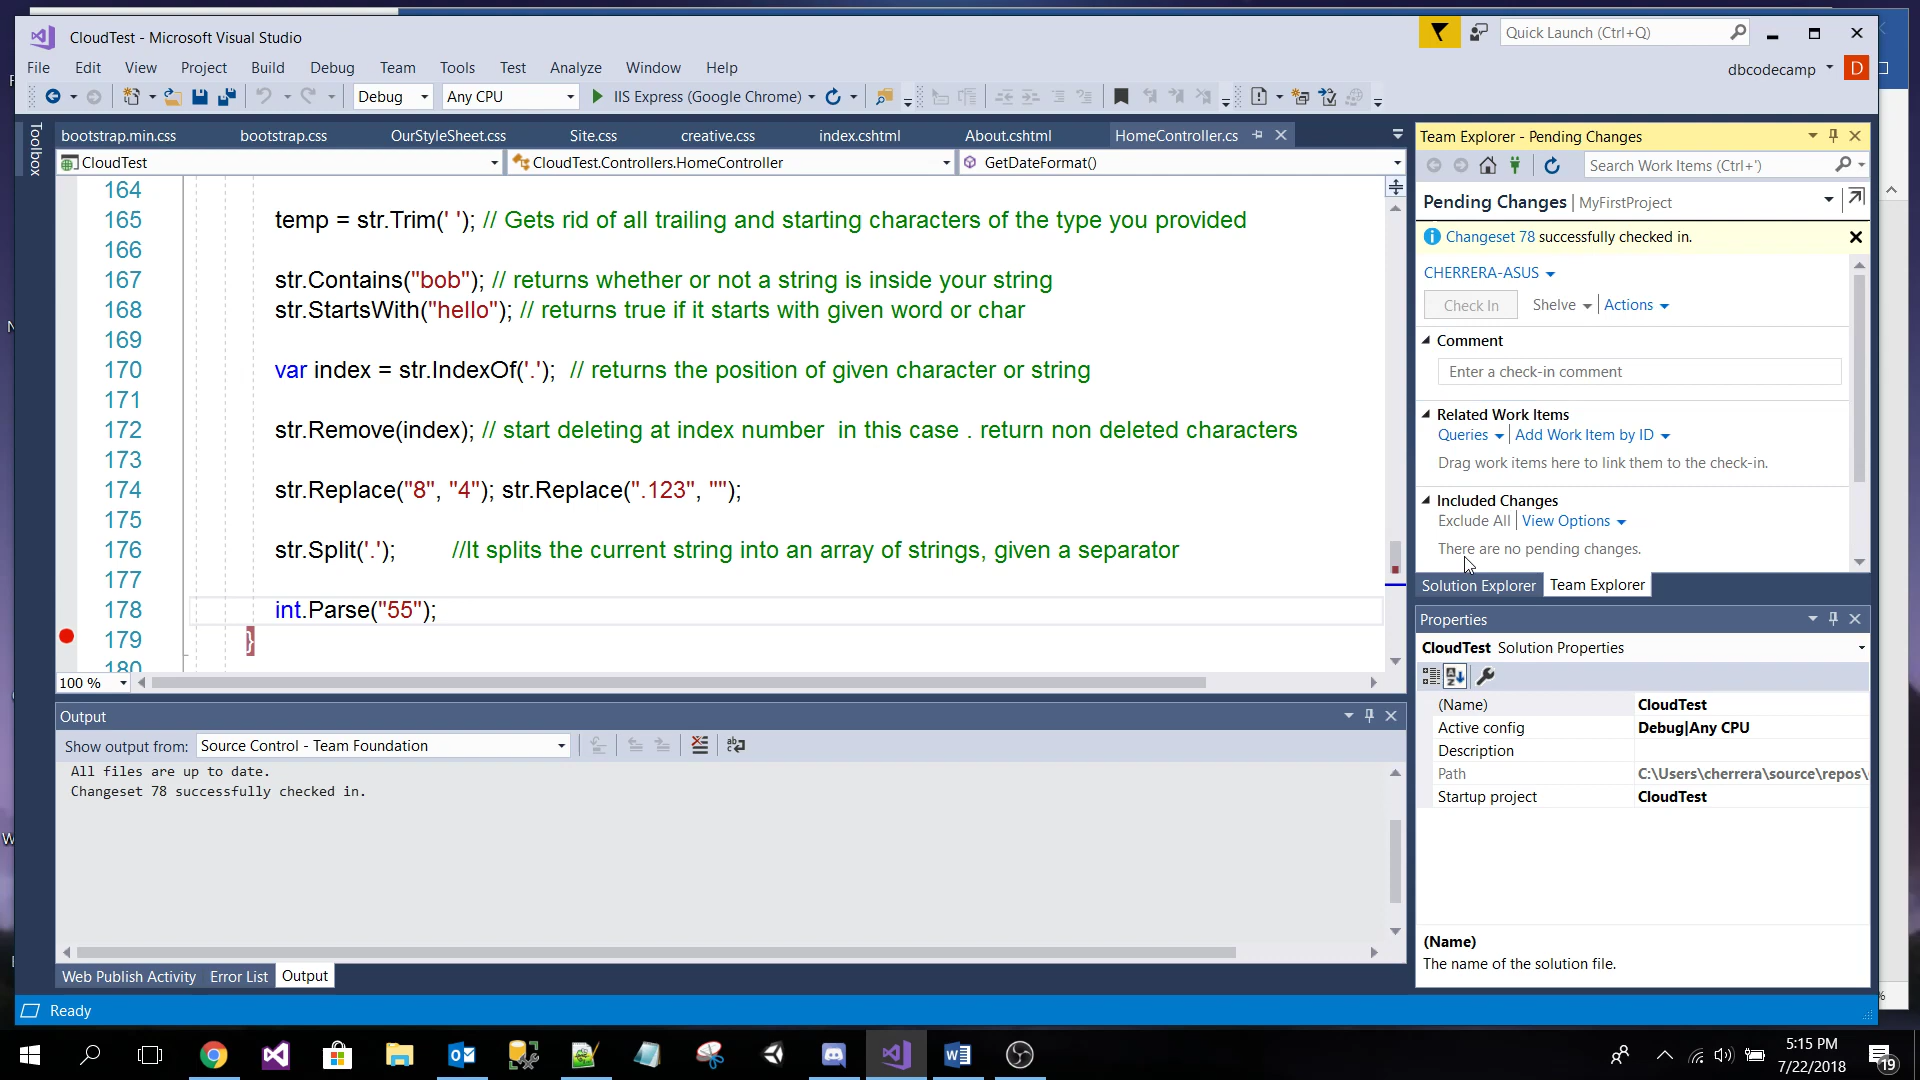 CloudTest - Microsoft Visual Studio
Quick Launch (Ctrl+Q)
File Edit View Project Build Debug Team Tools Test Analyze Window Help
dbcodecamp D
Debug Any CPU IIS Express (Google Chrome)
Toolbox
bootstrap.min.css bootstrap.css OurStyleSheet.css Site.css creative.css index.cshtml About.cshtml HomeController.cs
CloudTest CloudTest.Controllers.HomeController GetDateFormat()
164
165 temp = str.Trim(' '); // Gets rid of all trailing and starting characters of the type you provided
166
167 str.Contains("bob"); // returns whether or not a string is inside your string
168 str.StartsWith("hello"); // returns true if it starts with given word or char
169
170 var index = str.IndexOf('.'); // returns the position of given character or string
171
172 str.Remove(index); // start deleting at index number  in this case . return non deleted characters
173
174 str.Replace("8", "4"); str.Replace(".123", "");
175
176 str.Split('.'); //It splits the current string into an array of strings, given a separator
177
178 int.Parse("55");
179 }
180
100 %
Output
Show output from: Source Control - Team Foundation
All files are up to date.
Changeset 78 successfully checked in.
Web Publish Activity Error List Output
Ready
Team Explorer - Pending Changes
Search Work Items (Ctrl+')
Pending Changes | MyFirstProject
Changeset 78 successfully checked in.
CHERRERA-ASUS
Check In Shelve Actions
Comment
Enter a check-in comment
Related Work Items
Queries Add Work Item by ID
Drag work items here to link them to the check-in.
Included Changes
Exclude All View Options
There are no pending changes.
Solution Explorer Team Explorer
Properties
CloudTest Solution Properties
(Name) CloudTest
Active config Debug|Any CPU
Description
Path C:\Users\cherrera\source\repos\
Startup project CloudTest
(Name)
The name of the solution file.
5:15 PM
7/22/2018
19